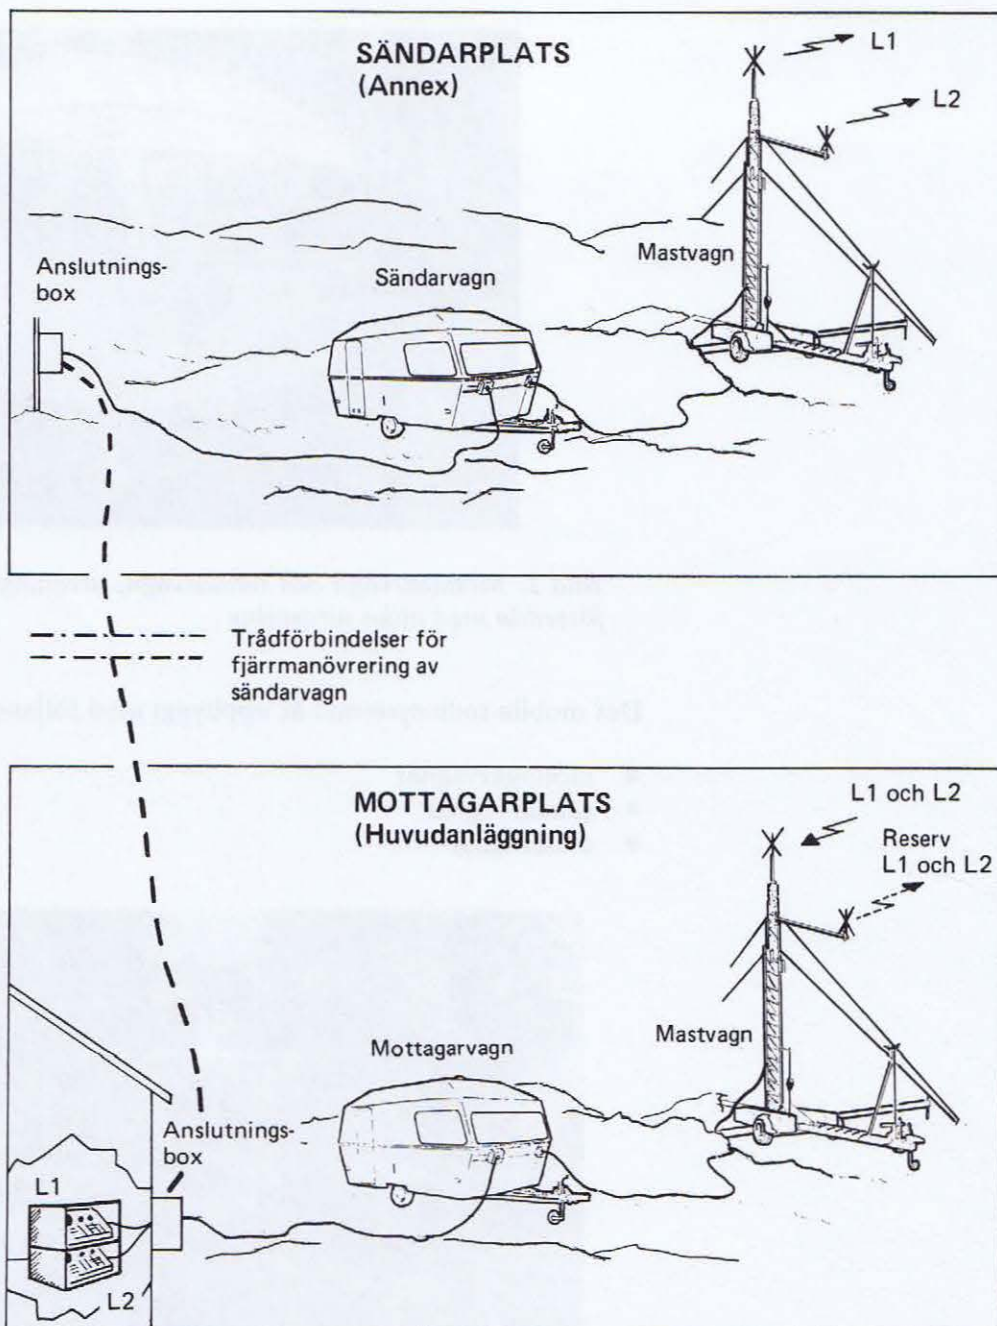 SÄNDARPLATS
(Annex)
L1
L2
Anslutnings-
box
Sändarvagn
Mastvagn
Trådförbindelser för
fjärrmanövrering av
sändarvagn
MOTTAGARPLATS
(Huvudanläggning)
L1 och L2
Reserv
L1 och L2
Mottagarvagn
Mastvagn
Anslutnings-
box
L1
L2